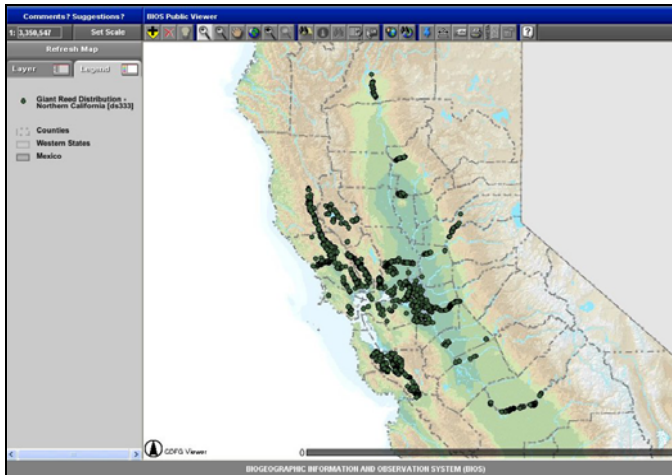 Comments? Suggestions?
BIOS Public Viewer
1: 3,358,547
Set Scale
Refresh Map
Layer
Legend
Giant Reed Distribution -
Northern California [ds333]
Counties
Western States
Mexico
CDFG Viewer
0
BIOGEOGRAPHIC INFORMATION AND OBSERVATION SYSTEM (BIOS)